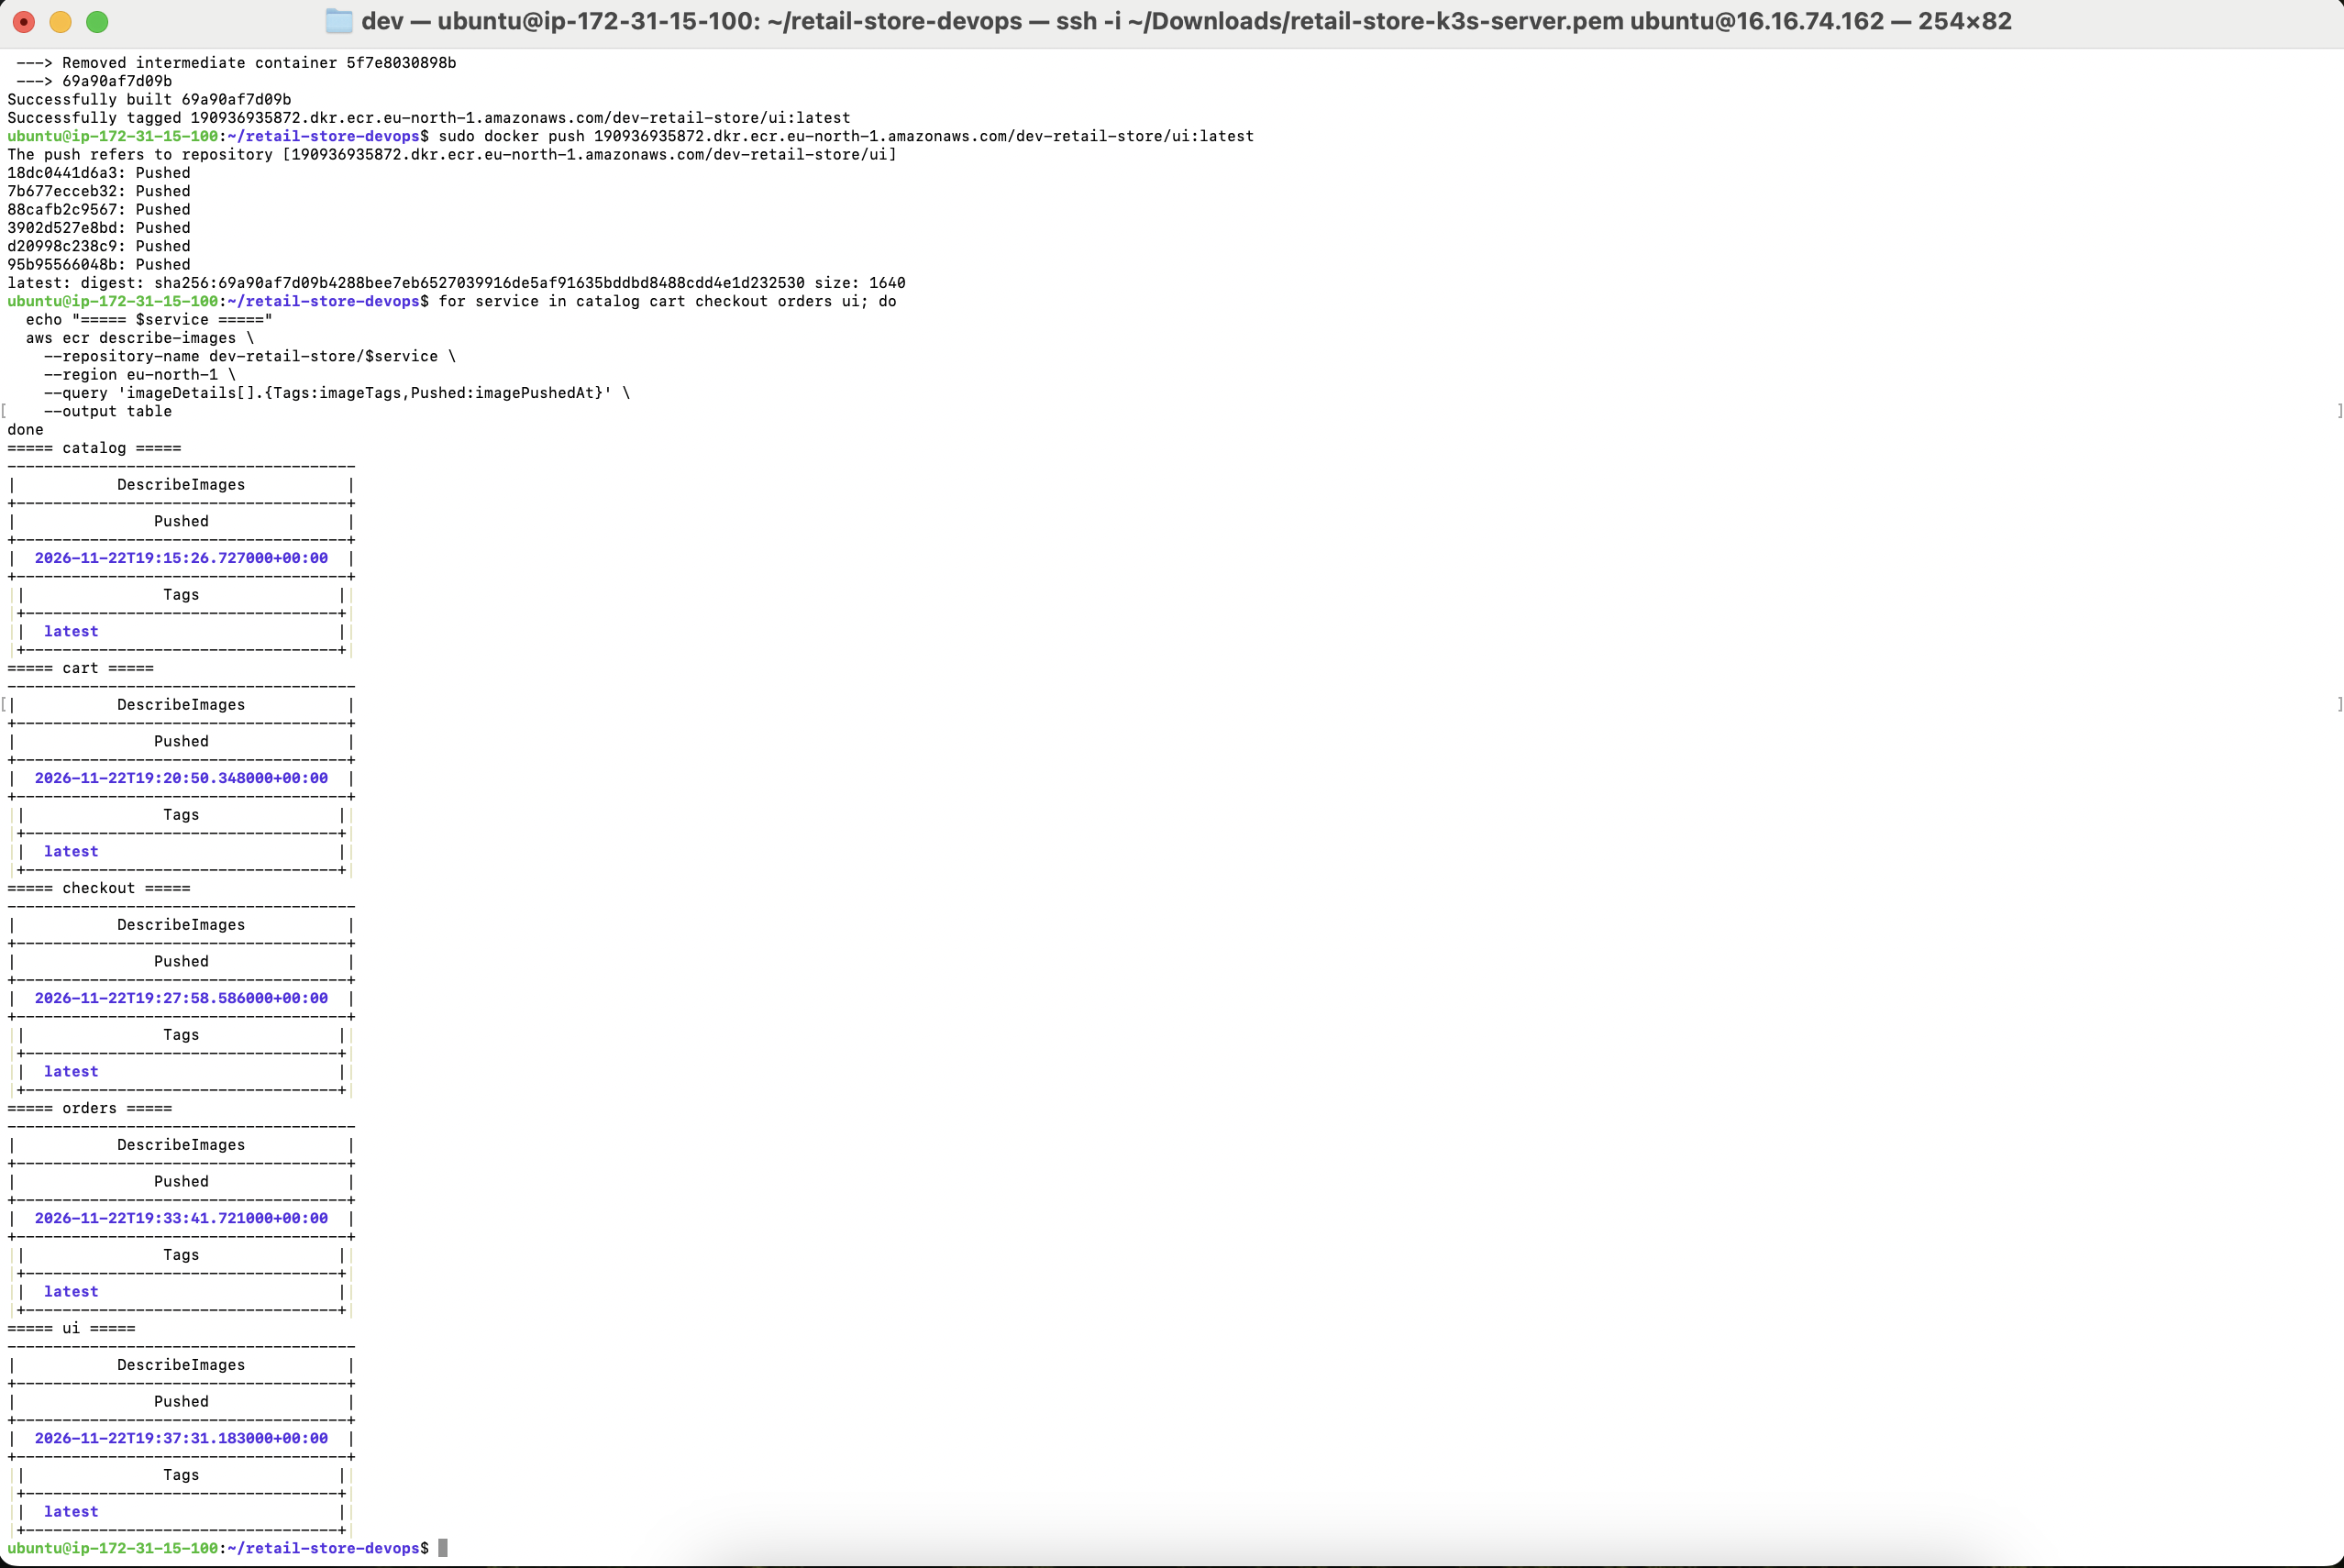 dev — ubuntu@ip-172-31-15-100: ~/retail-store-devops — ssh -i ~/Downloads/retail-store-k3s-server.pem ubuntu@16.16.74.162 — 254×82
 ---> Removed intermediate container 5f7e8030898b
 ---> 69a90af7d09b
Successfully built 69a90af7d09b
Successfully tagged 190936935872.dkr.ecr.eu-north-1.amazonaws.com/dev-retail-store/ui:latest
ubuntu@ip-172-31-15-100:~/retail-store-devops$ sudo docker push 190936935872.dkr.ecr.eu-north-1.amazonaws.com/dev-retail-store/ui:latest
The push refers to repository [190936935872.dkr.ecr.eu-north-1.amazonaws.com/dev-retail-store/ui]
18dc0441d6a3: Pushed
7b677ecceb32: Pushed
88cafb2c9567: Pushed
3902d527e8bd: Pushed
d20998c238c9: Pushed
95b95566048b: Pushed
latest: digest: sha256:69a90af7d09b4288bee7eb6527039916de5af91635bddbd8488cdd4e1d232530 size: 1640
ubuntu@ip-172-31-15-100:~/retail-store-devops$ for service in catalog cart checkout orders ui; do
  echo "===== $service ====="
  aws ecr describe-images \
    --repository-name dev-retail-store/$service \
    --region eu-north-1 \
    --query 'imageDetails[].{Tags:imageTags,Pushed:imagePushedAt}' \
    --output table
done
===== catalog =====
--------------------------------------
|           DescribeImages           |
+------------------------------------+
|               Pushed               |
+------------------------------------+
|  2026-11-22T19:15:26.727000+00:00  |
+------------------------------------+
||               Tags               ||
|+----------------------------------+|
||  latest                          ||
|+----------------------------------+|
===== cart =====
--------------------------------------
|           DescribeImages           |
+------------------------------------+
|               Pushed               |
+------------------------------------+
|  2026-11-22T19:20:50.348000+00:00  |
+------------------------------------+
||               Tags               ||
|+----------------------------------+|
||  latest                          ||
|+----------------------------------+|
===== checkout =====
--------------------------------------
|           DescribeImages           |
+------------------------------------+
|               Pushed               |
+------------------------------------+
|  2026-11-22T19:27:58.586000+00:00  |
+------------------------------------+
||               Tags               ||
|+----------------------------------+|
||  latest                          ||
|+----------------------------------+|
===== orders =====
--------------------------------------
|           DescribeImages           |
+------------------------------------+
|               Pushed               |
+------------------------------------+
|  2026-11-22T19:33:41.721000+00:00  |
+------------------------------------+
||               Tags               ||
|+----------------------------------+|
||  latest                          ||
|+----------------------------------+|
===== ui =====
--------------------------------------
|           DescribeImages           |
+------------------------------------+
|               Pushed               |
+------------------------------------+
|  2026-11-22T19:37:31.183000+00:00  |
+------------------------------------+
||               Tags               ||
|+----------------------------------+|
||  latest                          ||
|+----------------------------------+|
ubuntu@ip-172-31-15-100:~/retail-store-devops$